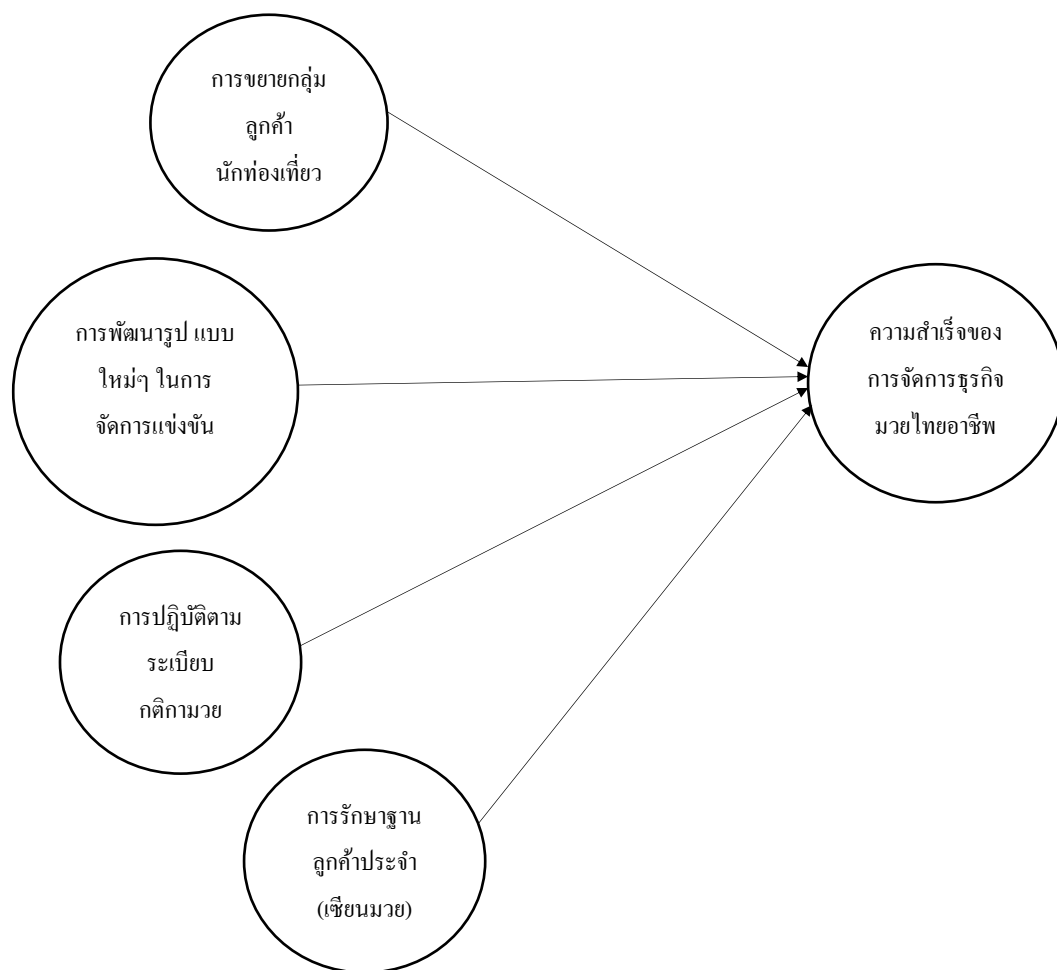 การขยายกลุ่ม
ลูกค้า
นักท่องเที่ยว
การพัฒนารูป แบบ
ใหม่ๆ ในการ
จัดการแข่งขัน
ความสำเร็จของ
การจัดการธุรกิจ
มวยไทยอาชีพ
การปฏิบัติตาม
ระเบียบ
กติกามวย
การรักษาฐาน
ลูกค้าประจำ
(เซียนมวย)